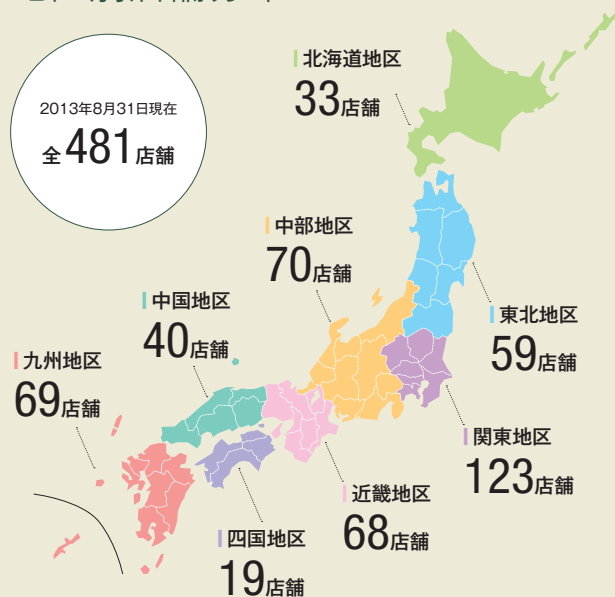 2013年8月31日現在
全481店舗
北海道地区
33店舗
中部地区
70店舗
中国地区
40店舗
東北地区
59店舗
九州地区
69店舗
関東地区
123店舗
近畿地区
68店舗
四国地区
19店舗